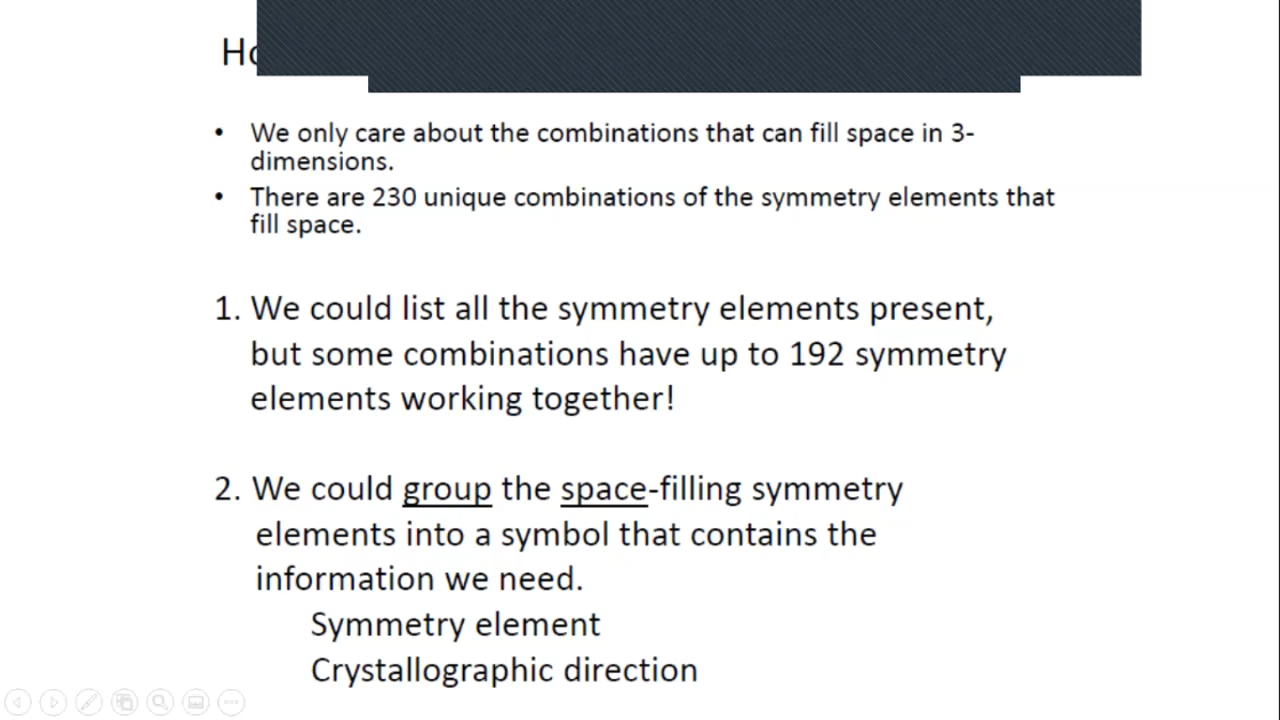 • We only care about the combinations that can fill space in 3-
dimensions.
• There are 230 unique combinations of the symmetry elements that
fill space.
1. We could list all the symmetry elements present,
but some combinations have up to 192 symmetry
elements working together!
2. We could group the space-filling symmetry
elements into a symbol that contains the
information we need.
Symmetry element
Crystallographic direction